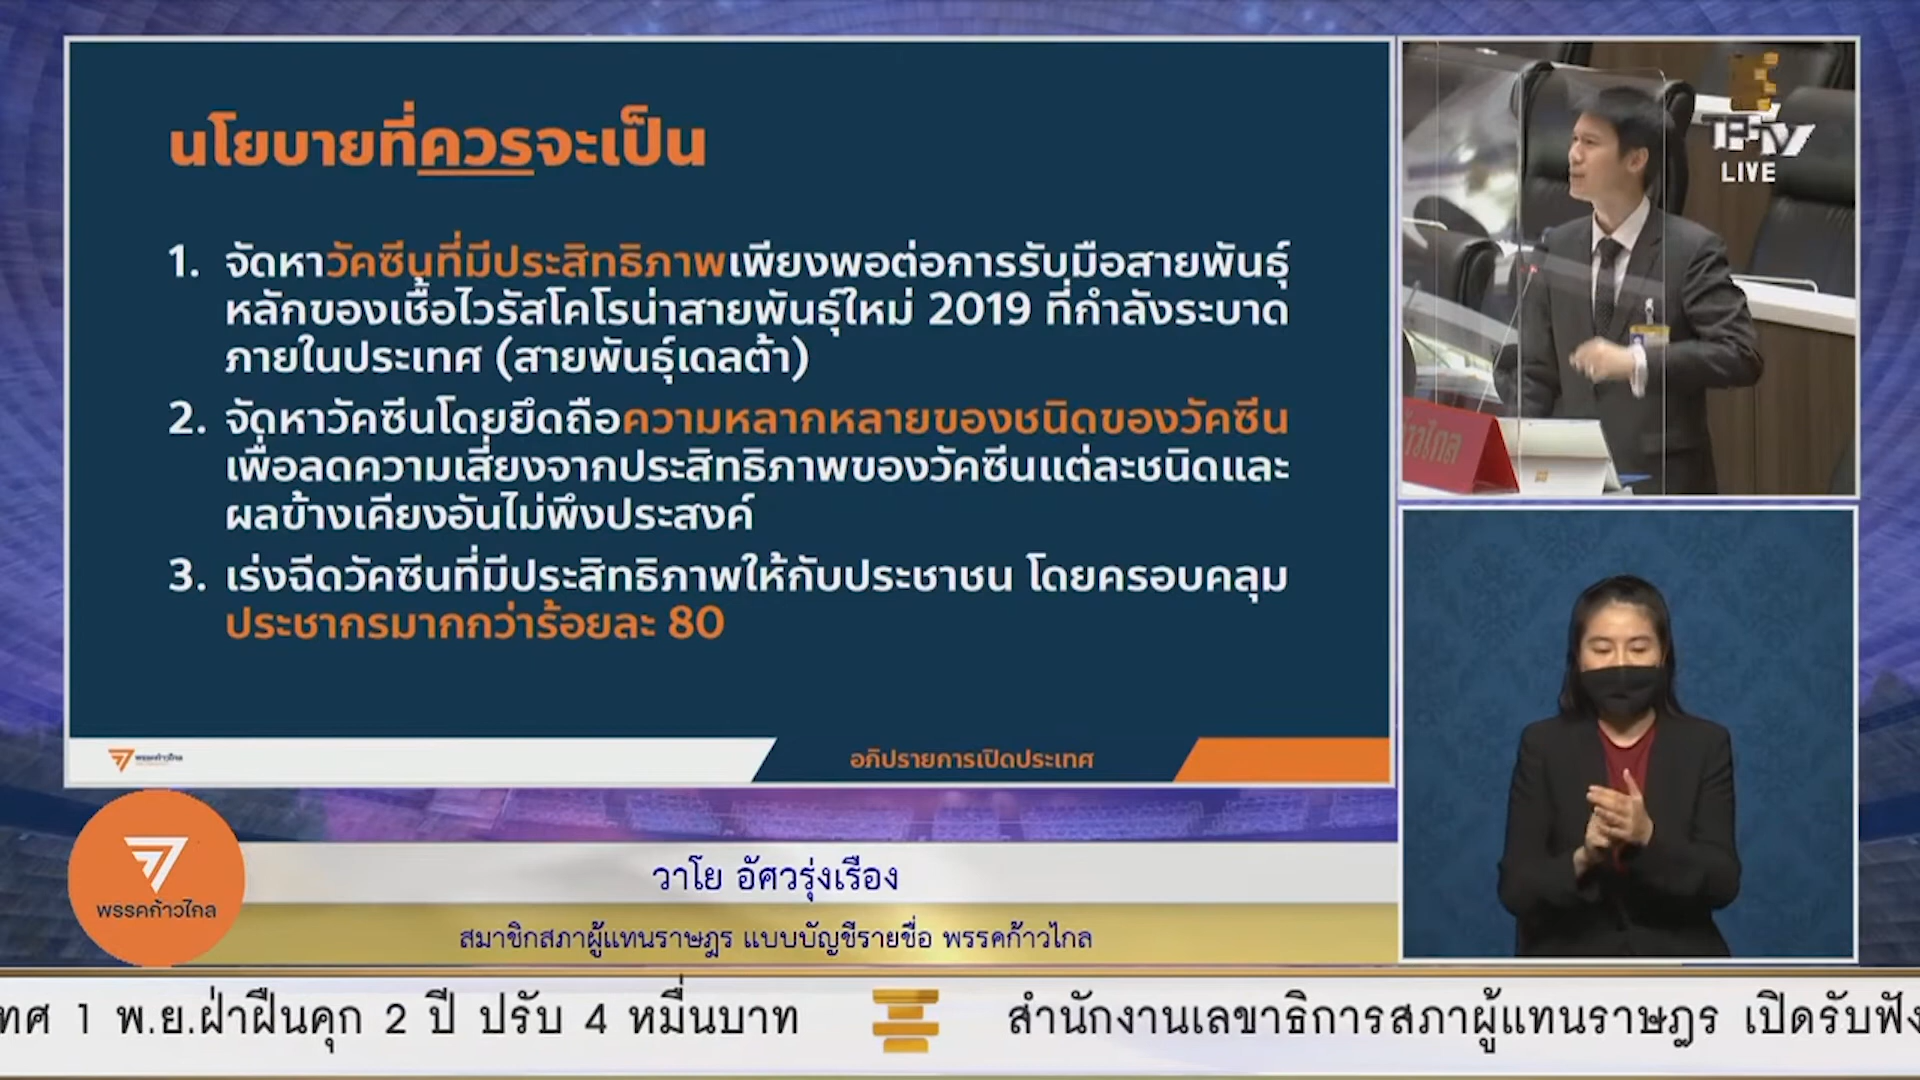 นโยบายที่ควรจะเป็น
1. จัดหาวัคซีนที่มีประสิทธิภาพเพียงพอต่อการรับมือสายพันธุ์
หลักของเชื้อไวรัสโคโรน่าสายพันธุ์ใหม่ 2019 ที่กำลังระบาด
ภายในประเทศ (สายพันธุ์เดลต้า)
2. จัดหาวัคซีนโดยยึดถือความหลากหลายของชนิดของวัคซีน
เพื่อลดความเสี่ยงจากประสิทธิภาพของวัคซีนแต่ละชนิดและ
ผลข้างเคียงอันไม่พึงประสงค์
3. เร่งฉีดวัคซีนที่มีประสิทธิภาพให้กับประชาชน โดยครอบคลุม
ประชากรมากกว่าร้อยละ 80
พรรคก้าวไกล
อภิปรายการเปิดประเทศ
TPTV
LIVE
ก้าวไกล
พรรคก้าวไกล
วาโย อัศวรุ่งเรือง
สมาชิกสภาผู้แทนราษฎร แบบบัญชีรายชื่อ พรรคก้าวไกล
ทศ 1 พ.ย.ฝ่าฝืนคุก 2 ปี ปรับ 4 หมื่นบาท
สำนักงานเลขาธิการสภาผู้แทนราษฎร เปิดรับฟัง